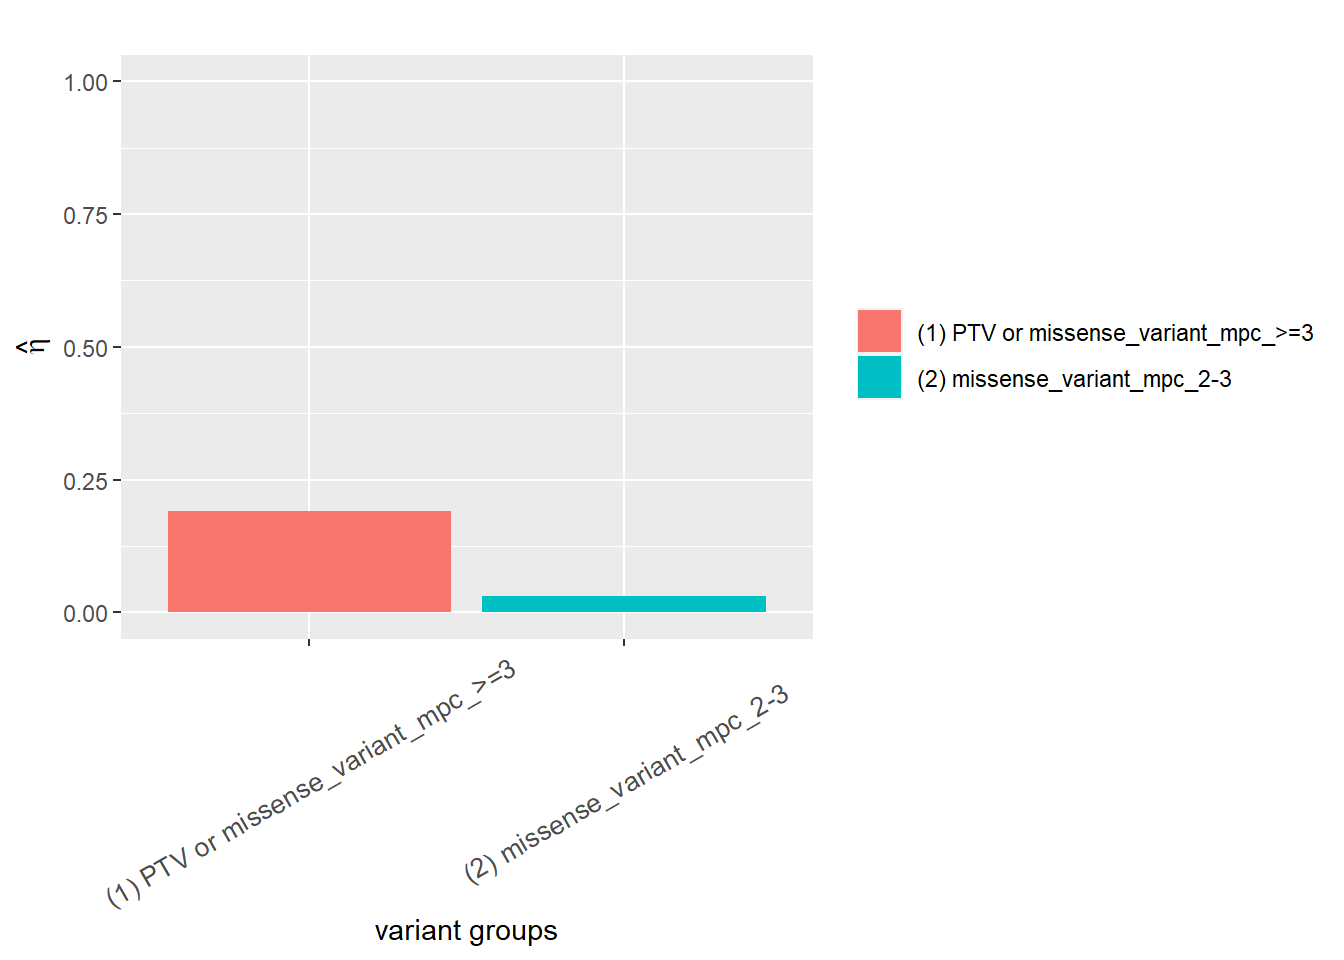 1.00
0.75
0.50
0.25
0.00
η̂
(1) PTV or missense_variant_mpc_>=3
(2) missense_variant_mpc_2-3
variant groups
(1) PTV or missense_variant_mpc_>=3
(2) missense_variant_mpc_2-3